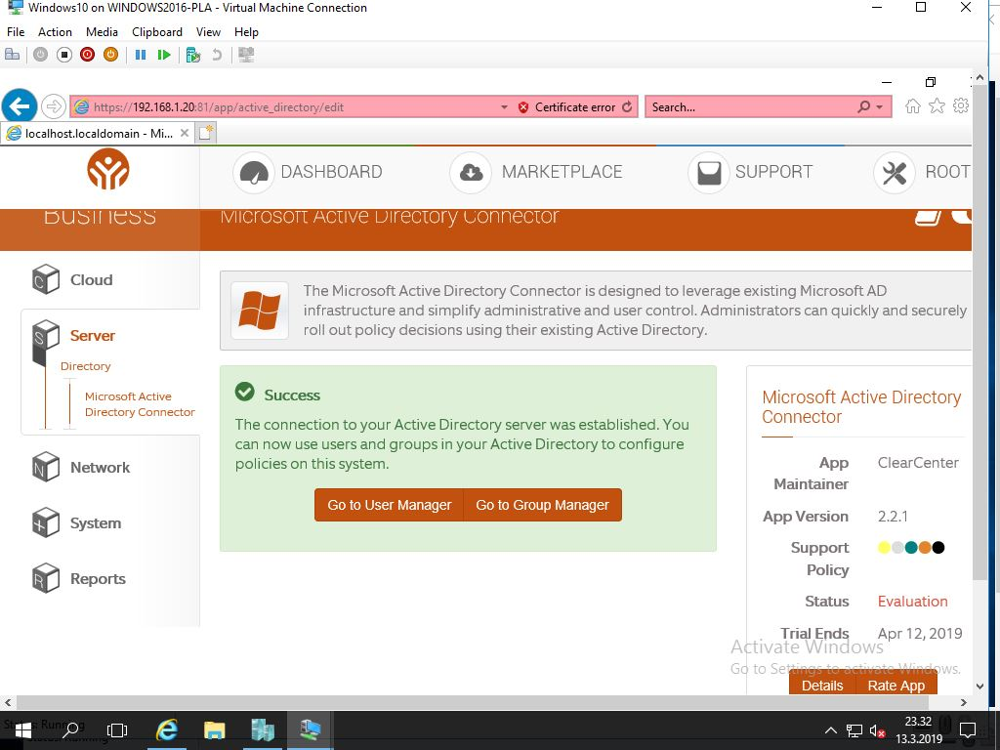 Windows10 on WINDOWS2016-PLA - Virtual Machine Connection
File Action Media Clipboard View Help
https://192.168.1.20:81/app/active_directory/edit
Certificate error
Search...
localhost.localdomain - Mi...
DASHBOARD
MARKETPLACE
SUPPORT
ROOT
Business
Microsoft Active Directory Connector
Cloud
Server
Directory
Microsoft Active
Directory Connector
Network
System
Reports
The Microsoft Active Directory Connector is designed to leverage existing Microsoft AD
infrastructure and simplify administrative and user control. Administrators can quickly and securely
roll out policy decisions using their existing Active Directory.
Success
The connection to your Active Directory server was established. You
can now use users and groups in your Active Directory to configure
policies on this system.
Go to User Manager
Go to Group Manager
Microsoft Active Directory
Connector
App
Maintainer
ClearCenter
App Version
2.2.1
Support
Policy
Status
Evaluation
Trial Ends
Apr 12, 2019
Activate Windows
Go to Settings to activate Windows.
Details
Rate App
Status: Running
23.32
13.3.2019